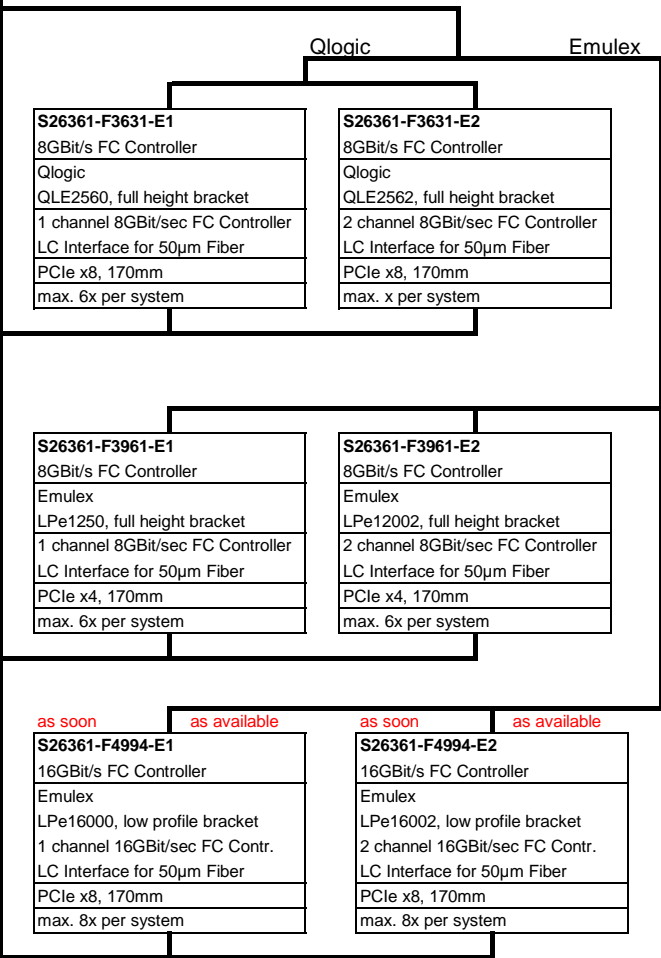 Qlogic
Emulex
S26361-F3631-E1
8GBit/s FC Controller
Qlogic
QLE2560, full height bracket
1 channel 8GBit/sec FC Controller
LC Interface for 50µm Fiber
PCIe x8, 170mm
max. 6x per system
S26361-F3631-E2
8GBit/s FC Controller
Qlogic
QLE2562, full height bracket
2 channel 8GBit/sec FC Controller
LC Interface for 50µm Fiber
PCIe x8, 170mm
max. x per system
S26361-F3961-E1
8GBit/s FC Controller
Emulex
LPe1250, full height bracket
1 channel 8GBit/sec FC Controller
LC Interface for 50µm Fiber
PCIe x4, 170mm
max. 6x per system
S26361-F3961-E2
8GBit/s FC Controller
Emulex
LPe12002, full height bracket
2 channel 8GBit/sec FC Controller
LC Interface for 50µm Fiber
PCIe x4, 170mm
max. 6x per system
as soon as available
S26361-F4994-E1
16GBit/s FC Controller
Emulex
LPe16000, low profile bracket
1 channel 16GBit/sec FC Contr.
LC Interface for 50µm Fiber
PCIe x8, 170mm
max. 8x per system
as soon as available
S26361-F4994-E2
16GBit/s FC Controller
Emulex
LPe16002, low profile bracket
2 channel 16GBit/sec FC Contr.
LC Interface for 50µm Fiber
PCIe x8, 170mm
max. 8x per system